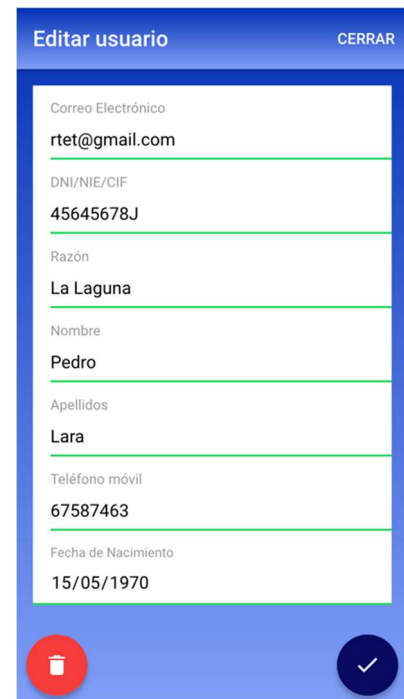 Editar usuario CERRAR
Correo Electrónico
rtet@gmail.com
DNI/NIE/CIF
45645678J
Razón
La Laguna
Nombre
Pedro
Apellidos
Lara
Teléfono móvil
67587463
Fecha de Nacimiento
15/05/1970